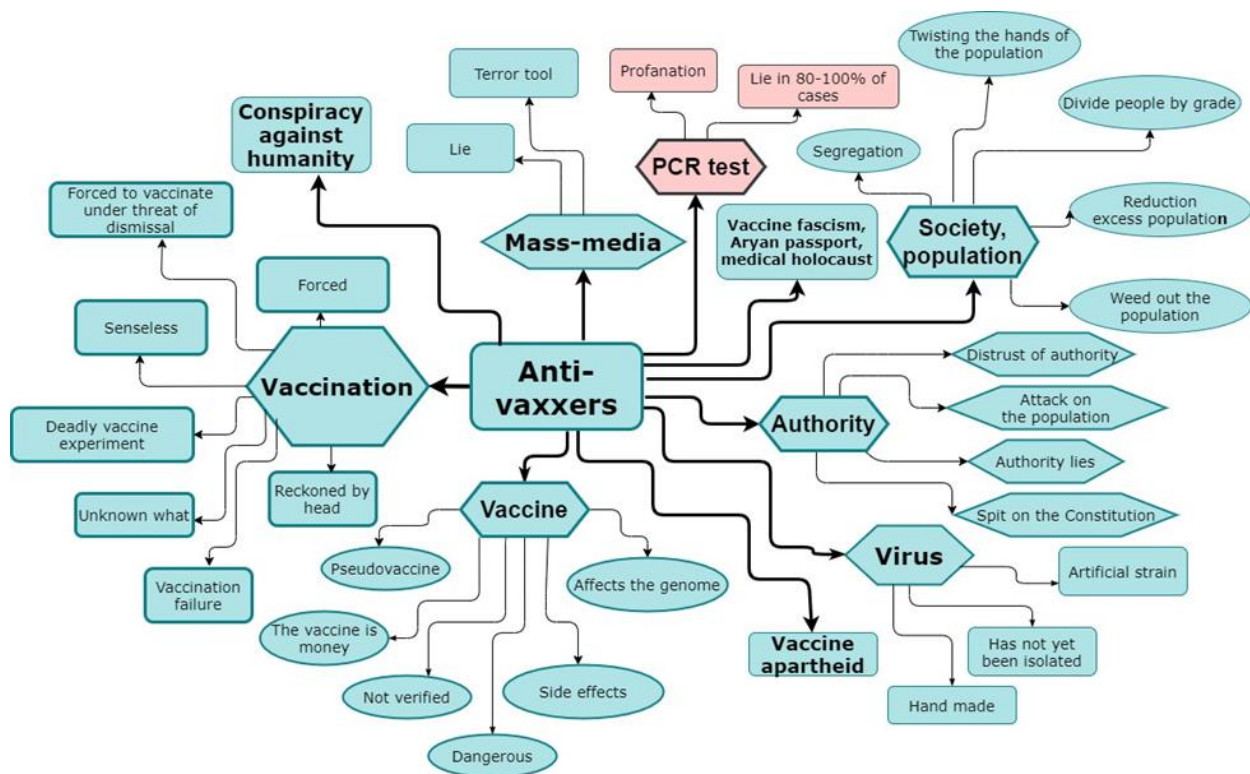 Twisting the hands of
the population
Terror tool
Profanation
Lie in 80-100% of
cases
Divide people by grade
Conspiracy
against
humanity
Lie
PCR test
Segregation
Forced to vaccinate
under threat of
dismissal
Mass-media
Vaccine fascism,
Aryan passport,
medical holocaust
Society,
population
Reduction
excess population
Forced
Senseless
Weed out the
population
Vaccination
Anti-
vaxxers
Distrust of authority
Attack on
the population
Authority
Deadly vaccine
experiment
Authority lies
Unknown what
Reckoned by
head
Vaccine
Spit on the Constitution
Virus
Pseudovaccine
Affects the genome
Artificial strain
Vaccination
failure
The vaccine is
money
Vaccine
apartheid
Has not yet
been isolated
Not verified
Side effects
Hand made
Dangerous